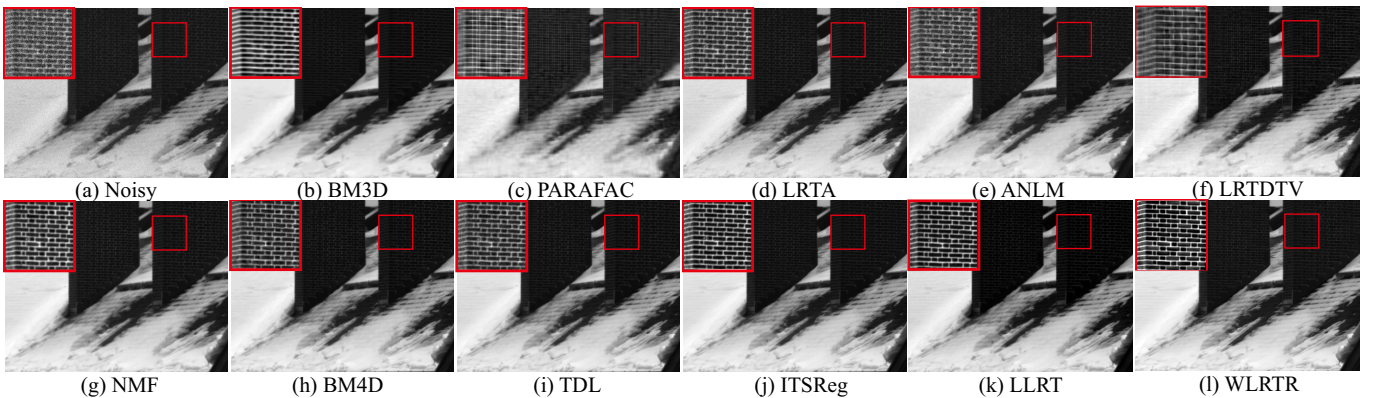 (a) Noisy (b) BM3D (c) PARAFAC (d) LRTA (e) ANLM (f) LRTDTV
(g) NMF (h) BM4D (i) TDL (j) ITSReg (k) LLRT (l) WLRTR